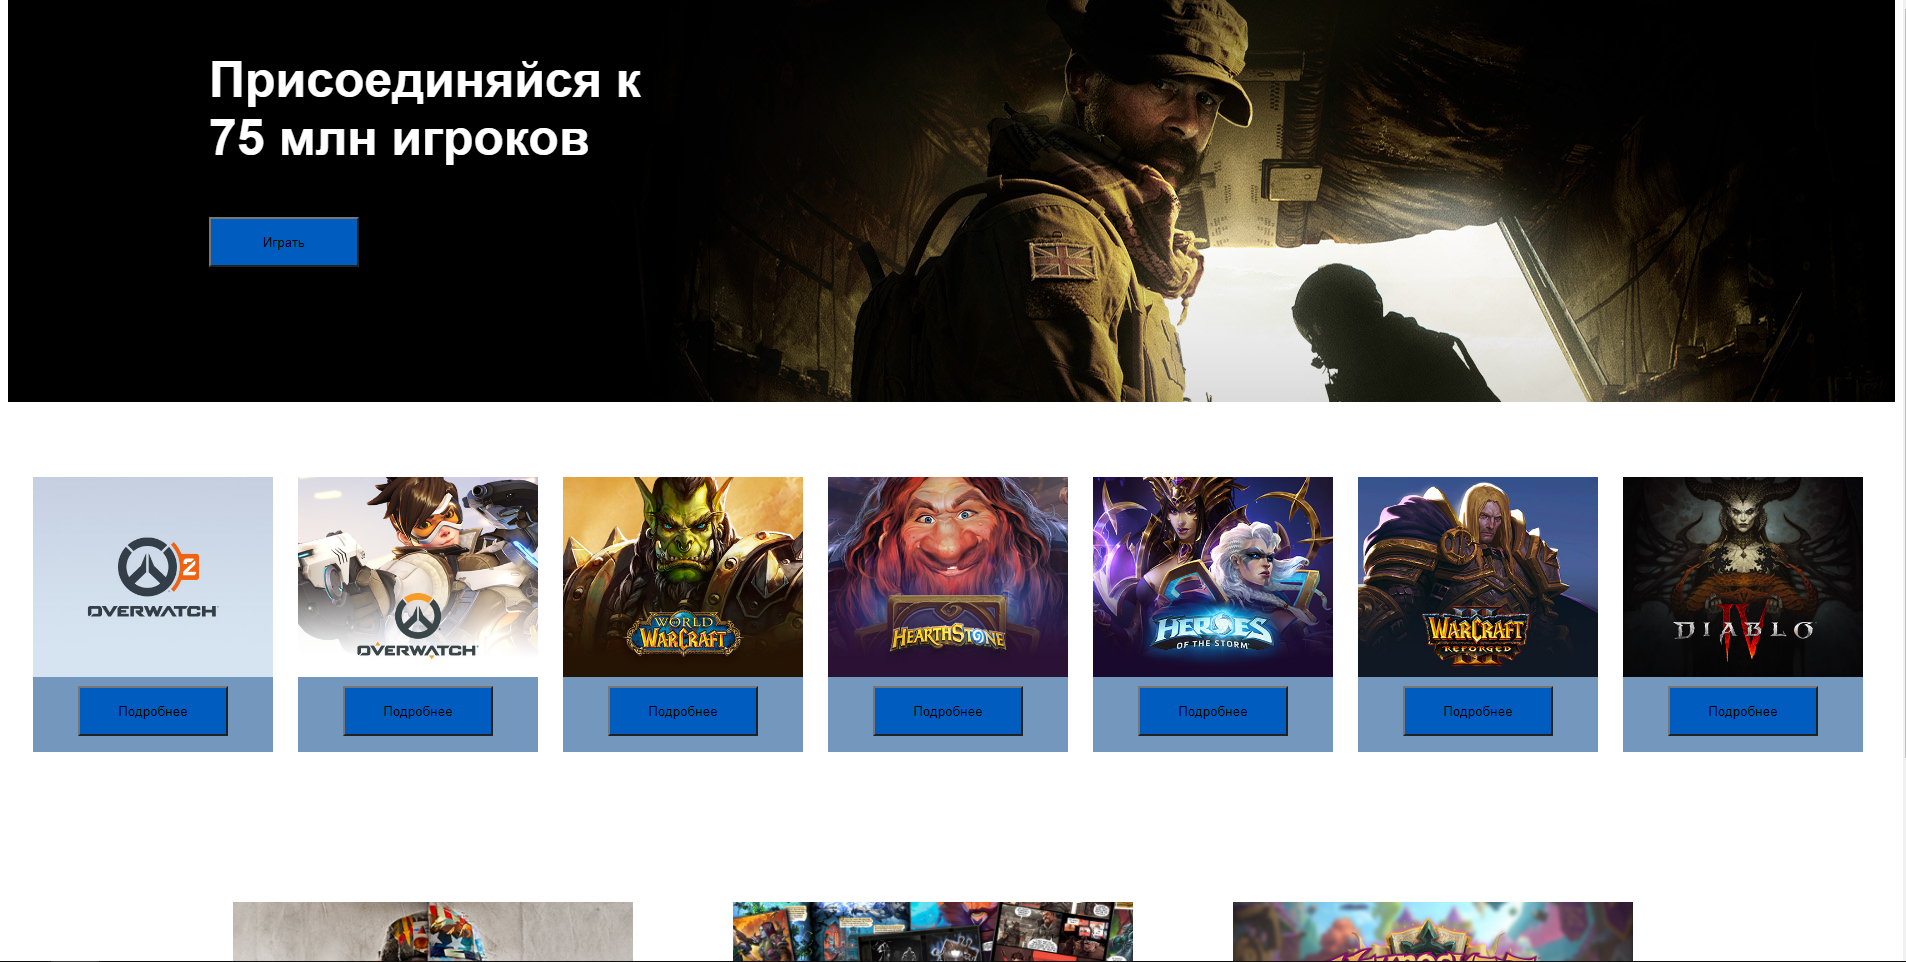 Присоединяйся к
75 млн игроков
Играть
2
OVERWATCH
OVERWATCH
WORLD
WARCRAFT
HEARTHSTONE
HEROES
OF THE STORM
WARCRAFT
REFORGED
III
IV
DIABLO
Подробнее
Подробнее
Подробнее
Подробнее
Подробнее
Подробнее
Подробнее